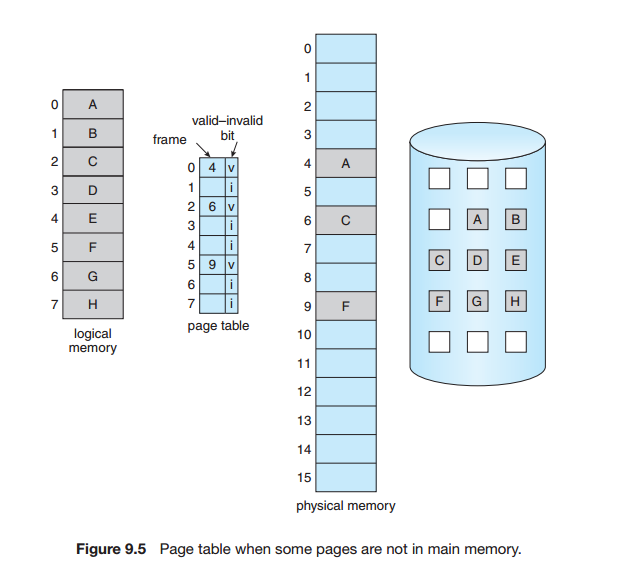 0 A
1 B
2 C
3 D
4 E
5 F
6 G
7 H
logical
memory
valid–invalid
bit
frame
0 4 v
1 i
2 6 v
3 i
4 i
5 9 v
6 i
7 i
page table
0
1
2
3
4 A
5
6 C
7
8
9 F
10
11
12
13
14
15
physical memory
A B
C D E
F G H
Figure 9.5 Page table when some pages are not in main memory.